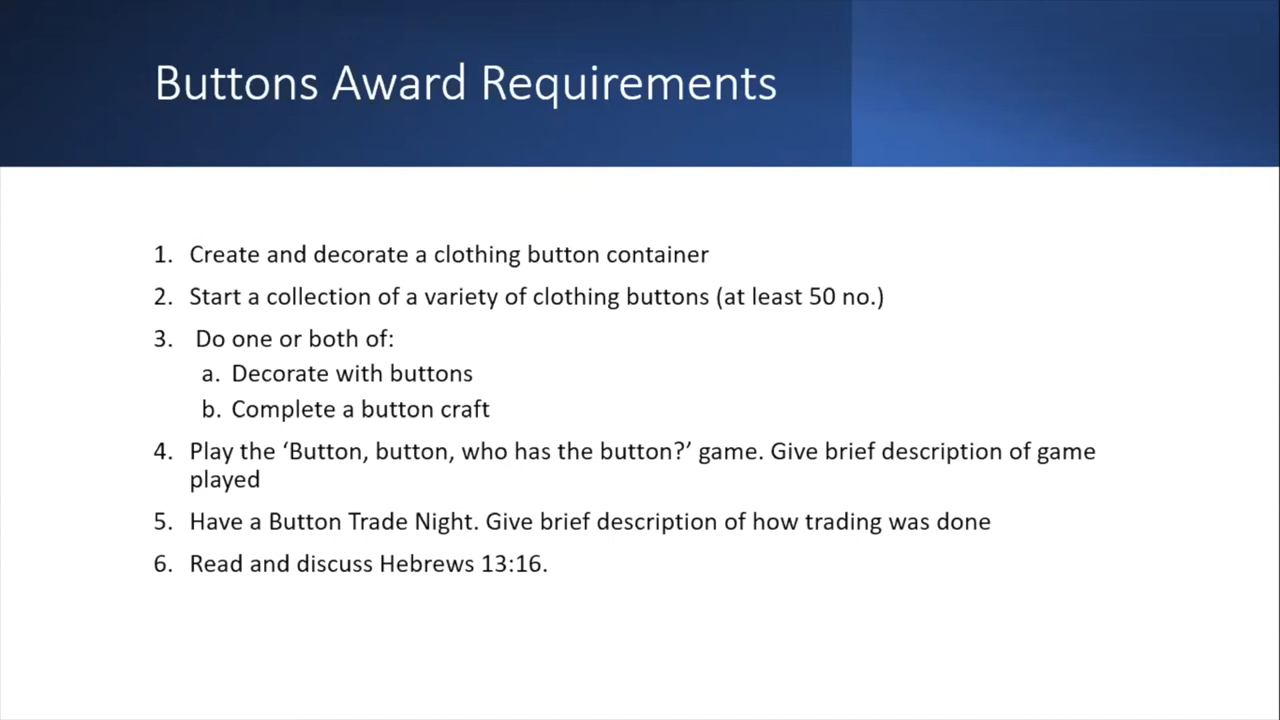 Buttons Award Requirements
1. Create and decorate a clothing button container
2. Start a collection of a variety of clothing buttons (at least 50 no.)
3. Do one or both of:
a. Decorate with buttons
b. Complete a button craft
4. Play the ‘Button, button, who has the button?’ game. Give brief description of game
played
5. Have a Button Trade Night. Give brief description of how trading was done
6. Read and discuss Hebrews 13:16.